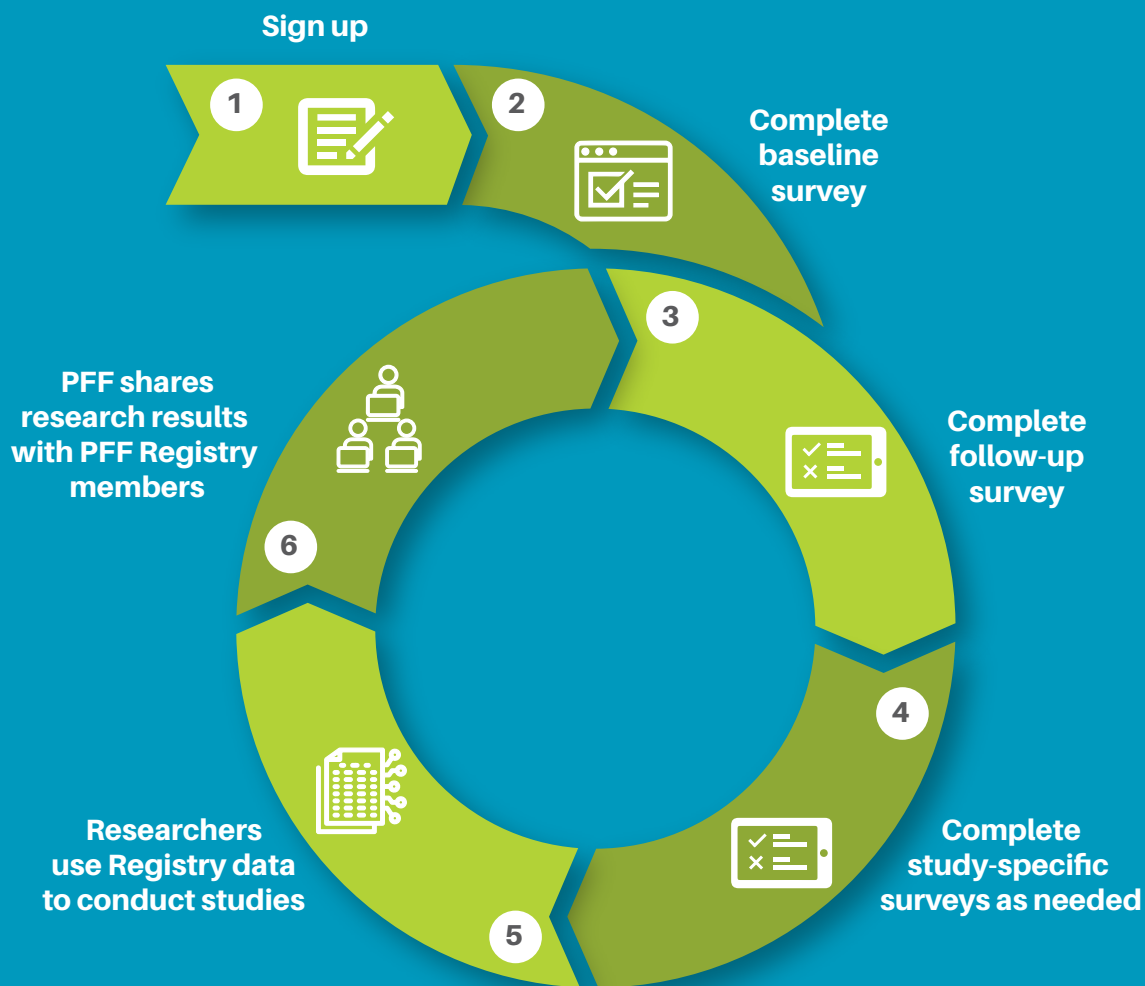 Sign up
1
2
Complete
baseline
survey
3
Complete
follow-up
survey
4
Complete
study-specific
surveys as needed
5
Researchers
use Registry data
to conduct studies
6
PFF shares
research results
with PFF Registry
members